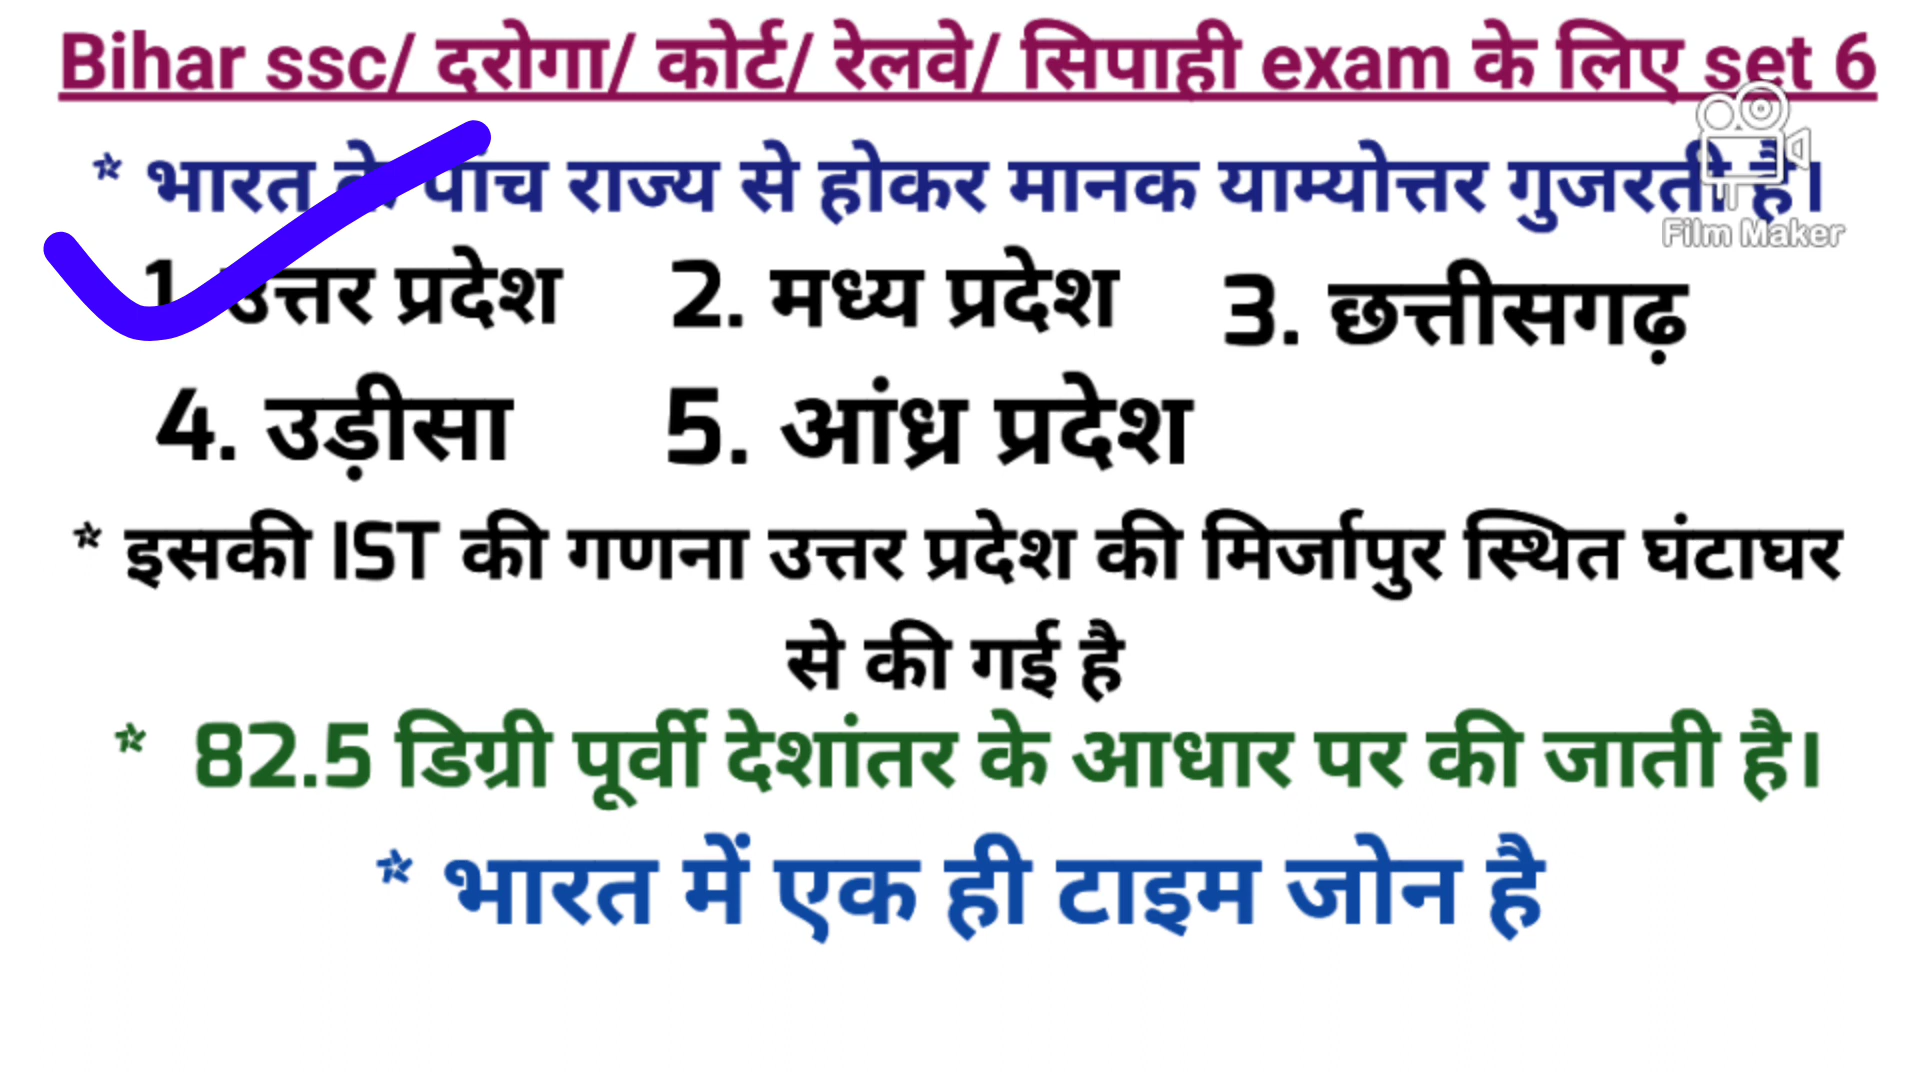 Bihar ssc/ दरोगा/ कोर्ट/ रेलवे/ सिपाही exam के लिए set 6
* भारत के पांच राज्य से होकर मानक याम्योत्तर गुजरती है।
Film Maker
1. उत्तर प्रदेश 2. मध्य प्रदेश 3. छत्तीसगढ़
4. उड़ीसा 5. आंध्र प्रदेश
* इसकी IST की गणना उत्तर प्रदेश की मिर्जापुर स्थित घंटाघर
से की गई है
* 82.5 डिग्री पूर्वी देशांतर के आधार पर की जाती है।
* भारत में एक ही टाइम जोन है